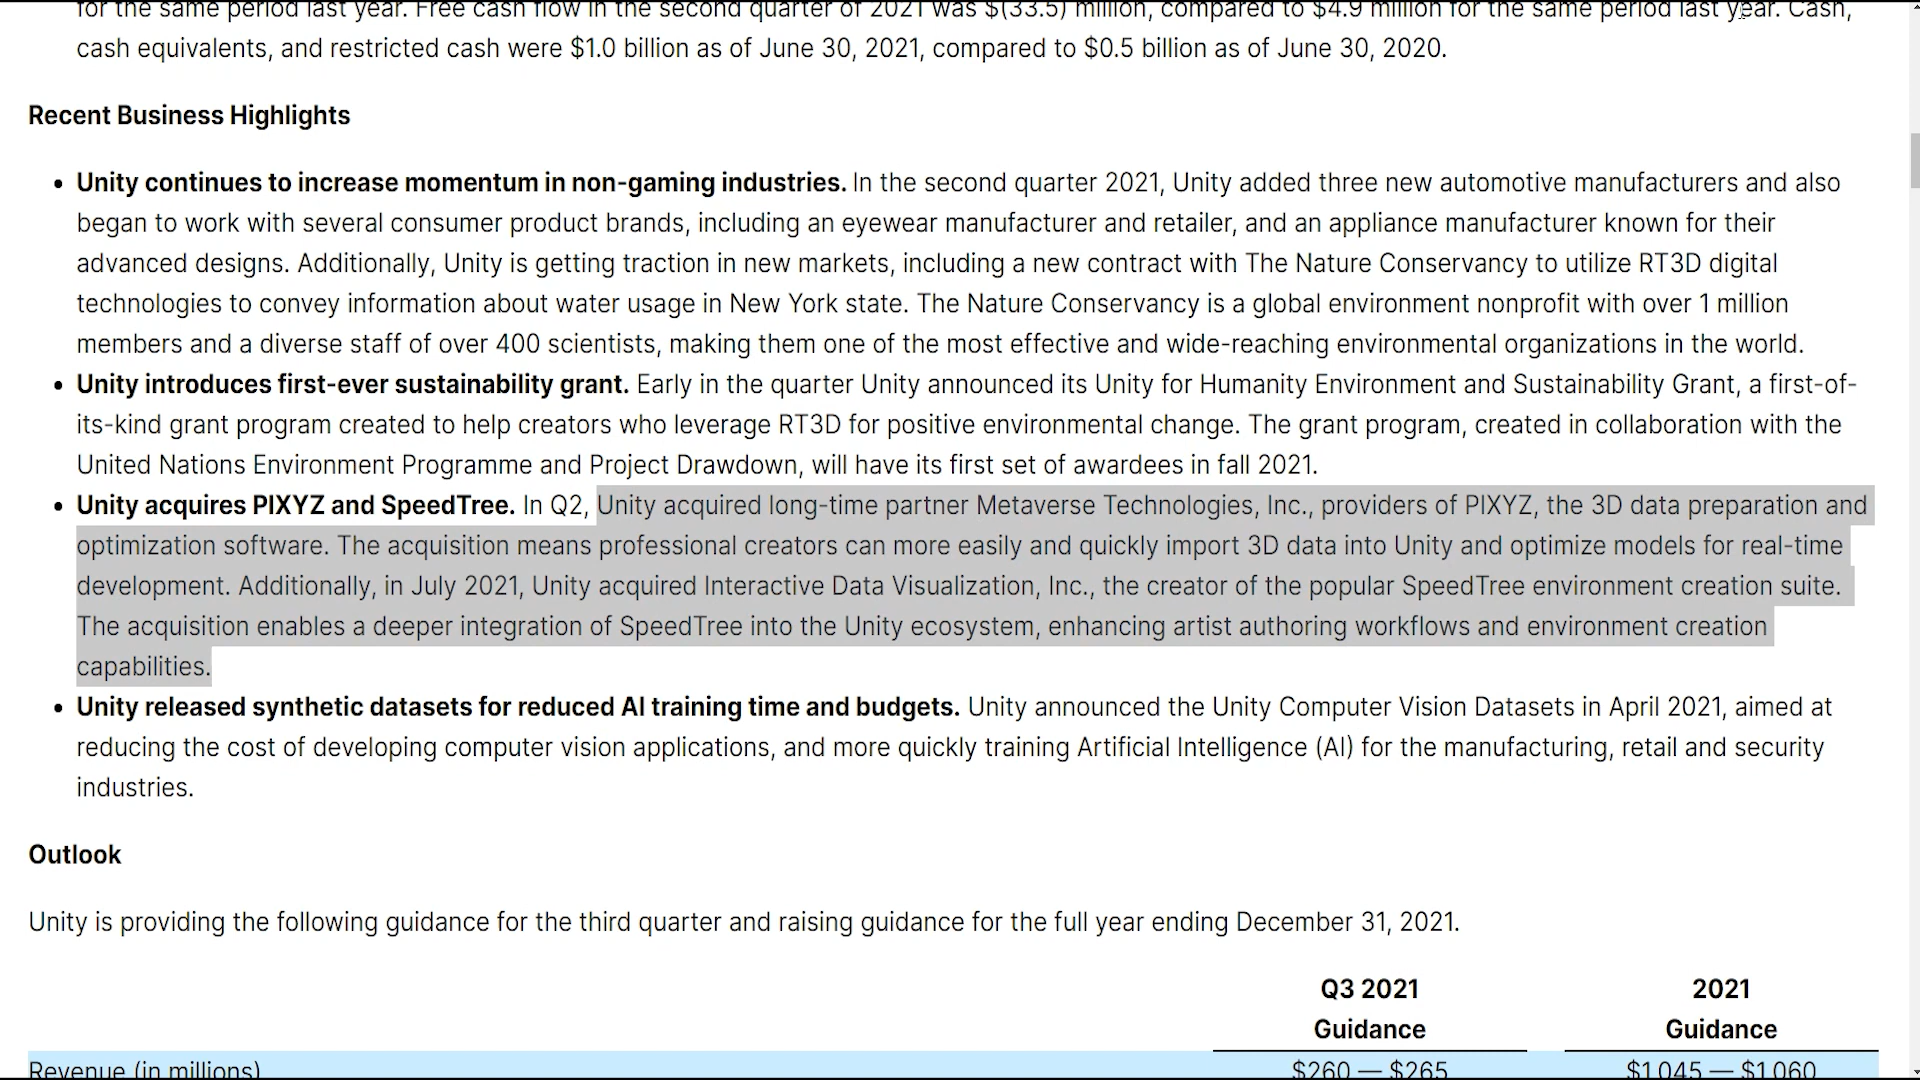 for the same period last year. Free cash flow in the second quarter of 2021 was $(33.5) million, compared to $4.9 million for the same period last year. Cash,
cash equivalents, and restricted cash were $1.0 billion as of June 30, 2021, compared to $0.5 billion as of June 30, 2020.
Recent Business Highlights
• Unity continues to increase momentum in non-gaming industries. In the second quarter 2021, Unity added three new automotive manufacturers and also
began to work with several consumer product brands, including an eyewear manufacturer and retailer, and an appliance manufacturer known for their
advanced designs. Additionally, Unity is getting traction in new markets, including a new contract with The Nature Conservancy to utilize RT3D digital
technologies to convey information about water usage in New York state. The Nature Conservancy is a global environment nonprofit with over 1 million
members and a diverse staff of over 400 scientists, making them one of the most effective and wide-reaching environmental organizations in the world.
• Unity introduces first-ever sustainability grant. Early in the quarter Unity announced its Unity for Humanity Environment and Sustainability Grant, a first-of-
its-kind grant program created to help creators who leverage RT3D for positive environmental change. The grant program, created in collaboration with the
United Nations Environment Programme and Project Drawdown, will have its first set of awardees in fall 2021.
• Unity acquires PIXYZ and SpeedTree. In Q2, Unity acquired long-time partner Metaverse Technologies, Inc., providers of PIXYZ, the 3D data preparation and
optimization software. The acquisition means professional creators can more easily and quickly import 3D data into Unity and optimize models for real-time
development. Additionally, in July 2021, Unity acquired Interactive Data Visualization, Inc., the creator of the popular SpeedTree environment creation suite.
The acquisition enables a deeper integration of SpeedTree into the Unity ecosystem, enhancing artist authoring workflows and environment creation
capabilities.
• Unity released synthetic datasets for reduced AI training time and budgets. Unity announced the Unity Computer Vision Datasets in April 2021, aimed at
reducing the cost of developing computer vision applications, and more quickly training Artificial Intelligence (AI) for the manufacturing, retail and security
industries.
Outlook
Unity is providing the following guidance for the third quarter and raising guidance for the full year ending December 31, 2021.
Q3 2021 2021
Guidance Guidance
Revenue (in millions) $260 — $265 $1,045 — $1,060